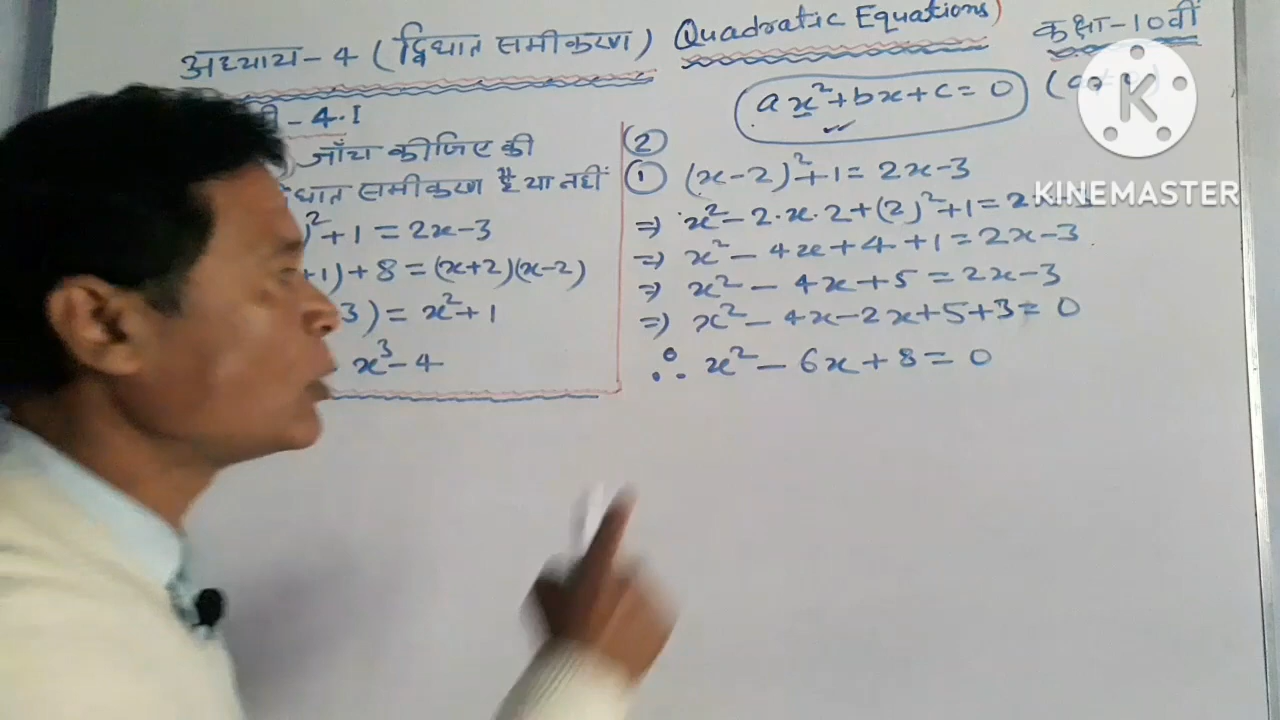 अध्याय-4 (द्विघात समीकरण) Quadratic Equations) कक्षा-10वीं
ax²+bx+c=0
-4.1
जाँच कीजिए की
समीकरण है या नहीं
)²+1=2x-3
+1)+8=(x+2)(x-2)
3)=x²+1
x³-4
(2)
① (x-2)²+1=2x-3
⇒ x²-2·x·2+(2)²+1=
⇒ x²-4x+4+1=2x-3
⇒ x²-4x+5=2x-3
⇒ x²-4x-2x+5+3=0
∴ x²-6x+8=0
K
KINEMASTER